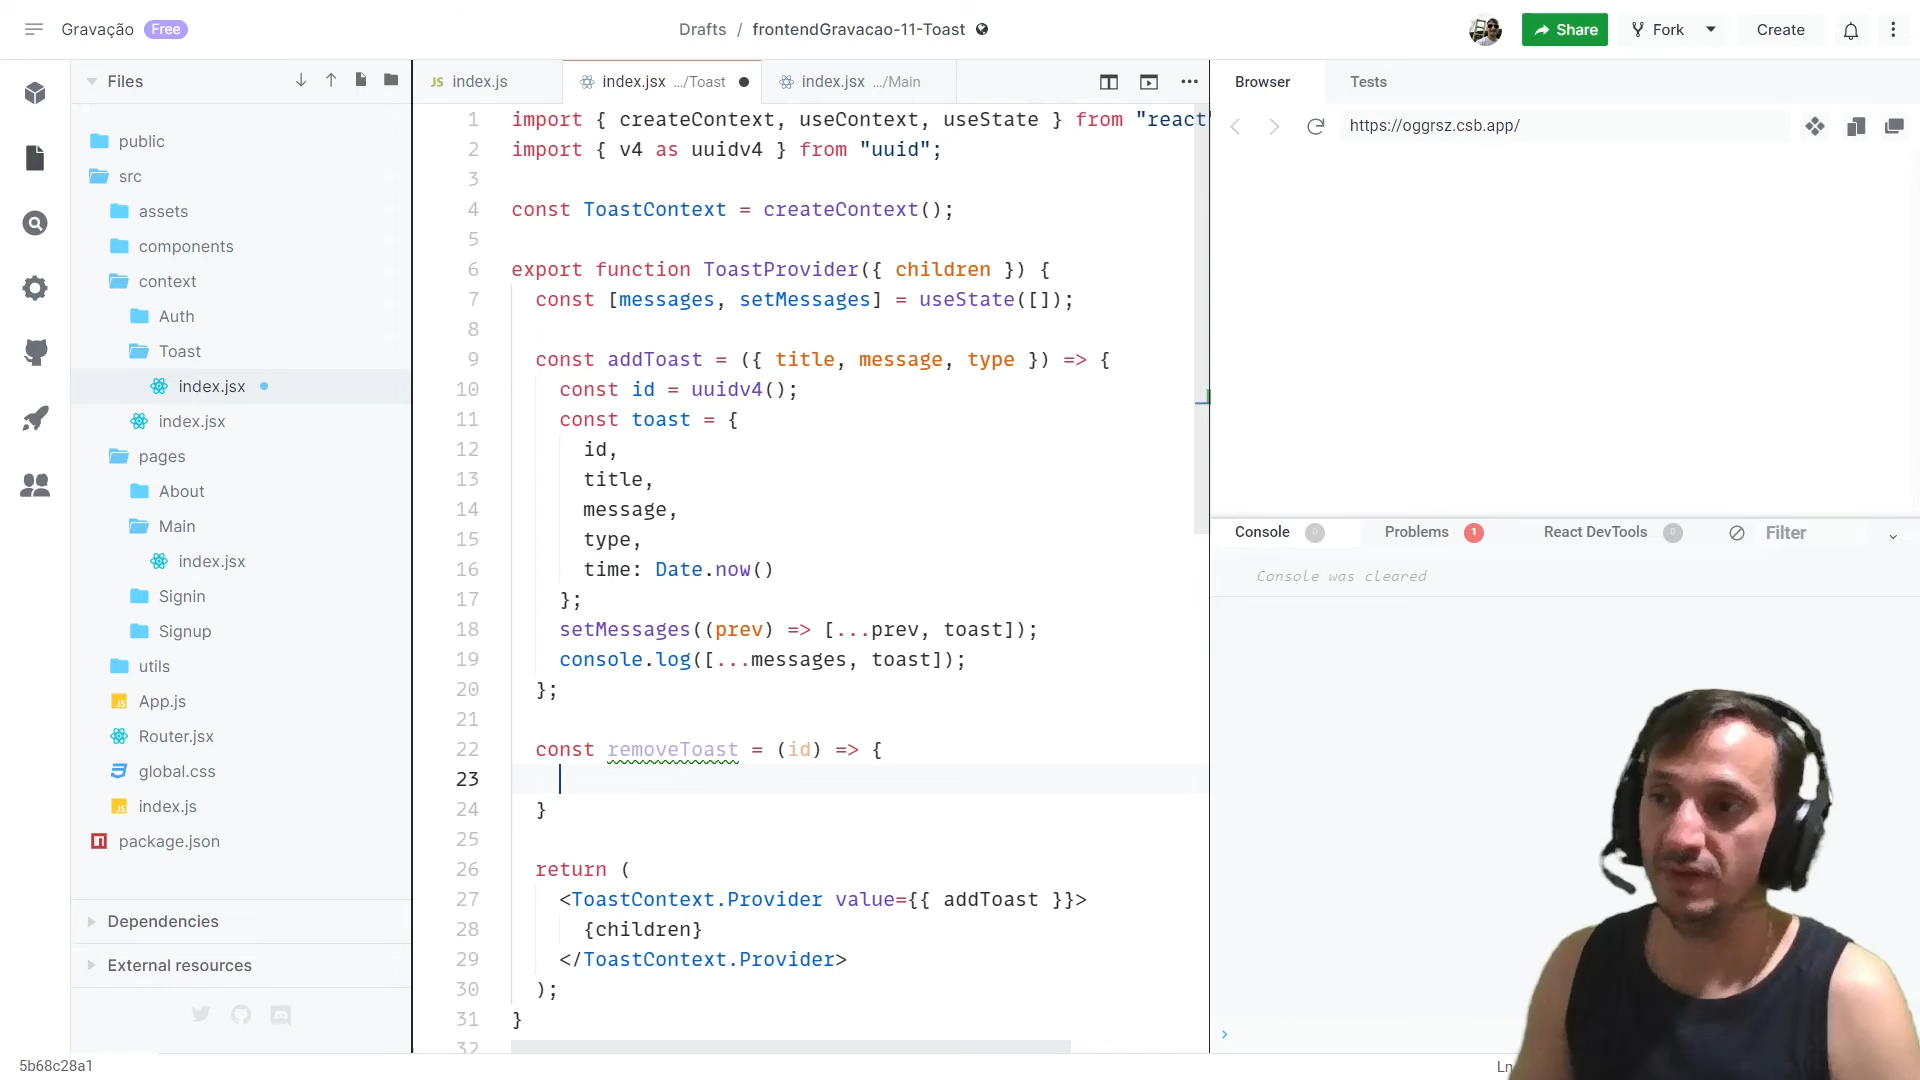 Gravação Free
Drafts / frontendGravacao-11-Toast
Share
Fork
Create
Files
public
src
assets
components
context
Auth
Toast
index.jsx
index.jsx
pages
About
Main
index.jsx
Signin
Signup
utils
App.js
Router.jsx
global.css
index.js
package.json
Dependencies
External resources
5b68c28a1
JS index.js
index.jsx .../Toast
index.jsx .../Main
1 import { createContext, useContext, useState } from "react"
2 import { v4 as uuidv4 } from "uuid";
3
4 const ToastContext = createContext();
5
6 export function ToastProvider({ children }) {
7 const [messages, setMessages] = useState([]);
8
9 const addToast = ({ title, message, type }) => {
10 const id = uuidv4();
11 const toast = {
12 id,
13 title,
14 message,
15 type,
16 time: Date.now()
17 };
18 setMessages((prev) => [...prev, toast]);
19 console.log([...messages, toast]);
20 };
21
22 const removeToast = (id) => {
23
24 }
25
26 return (
27 <ToastContext.Provider value={{ addToast }}>
28 {children}
29 </ToastContext.Provider>
30 );
31 }
32
Browser
Tests
https://oggrsz.csb.app/
Console 0
Problems 1
React DevTools 0
Filter
Console was cleared
Ln